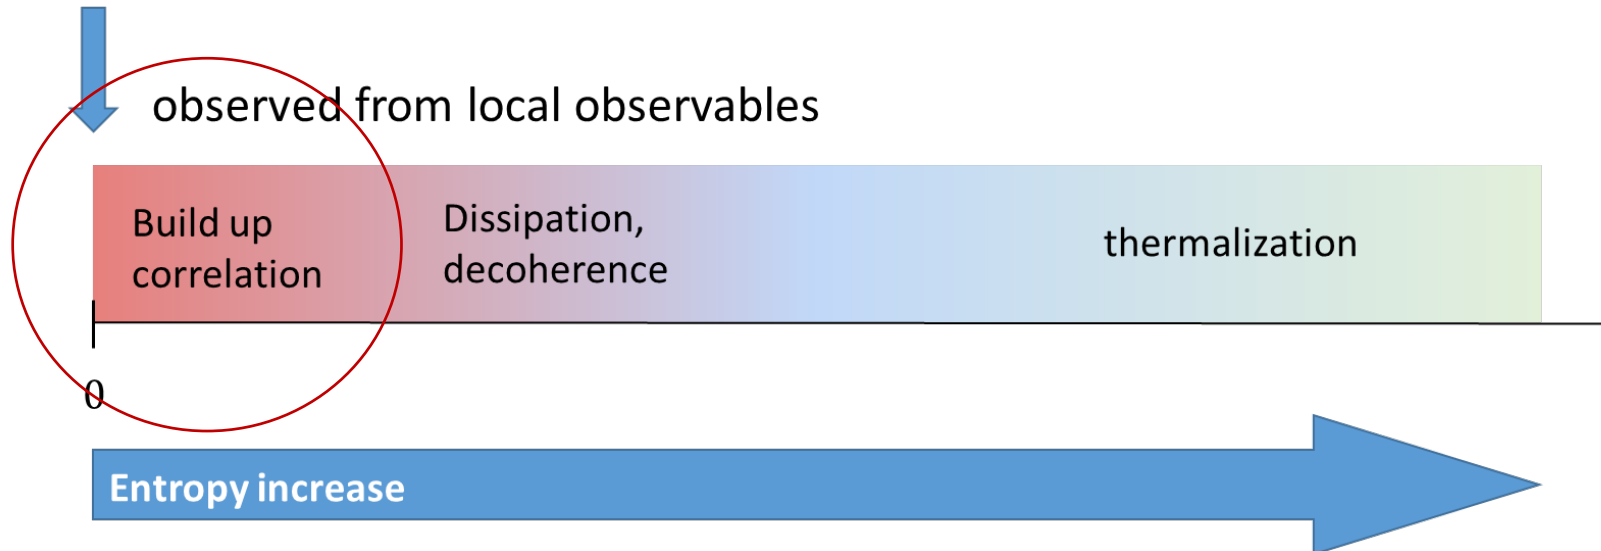 observed from local observables
Build up
correlation
Dissipation,
decoherence
thermalization
0
Entropy increase